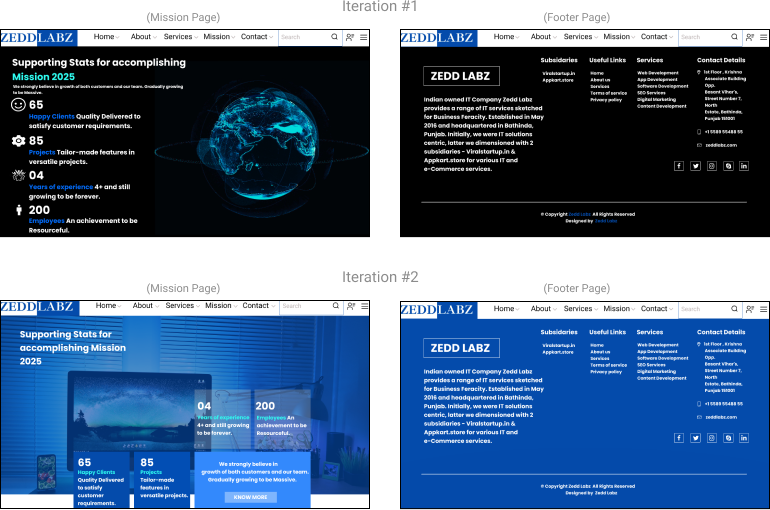 Iteration #1
(Mission Page)
(Footer Page)
ZEDDLABZ
Home About Services Mission Contact Search
Supporting Stats for accomplishing
Mission 2025
We strongly believe in growth of both customers and our team. Gradually growing
to be Massive.
65
Happy Clients Quality Delivered to
satisfy customer requirements.
85
Projects Tailor-made features in
versatile projects.
04
Years of experience 4+ and still
growing to be forever.
200
Employees An achievement to be
Resourceful.
ZEDDLABZ
Home About Services Mission Contact Search
ZEDD LABZ
Indian owned IT Company Zedd Labz
provides a range of IT services sketched
for Business Feracity. Established in May
2016 and headquartered in Bathinda,
Punjab. Initially, we were IT solutions
centric, latter we dimensioned with 2
subsidiaries - Viralstartup.in &
Appkart.store for various IT and
e-Commerce services.
Subsidaries
Viralstartup.in
Appkart.store
Useful Links
Home
About us
Services
Terms of service
Privacy policy
Services
Web Development
App Development
Software Development
SEO Services
Digital Marketing
Content Development
Contact Details
1st Floor , Krishna
Associate Building
Opp.
Basant Vihar's,
Street Number 7,
North
Estate, Bathinda,
Punjab 151001
+1 5589 55488 55
zeddlabz.com
© Copyright Zedd Labz. All Rights Reserved
Designed by Zedd Labz
Iteration #2
(Mission Page)
(Footer Page)
ZEDDLABZ
Home About Services Mission Contact Search
Supporting Stats for
accomplishing Mission
2025
04
Years of experience
4+ and still growing
to be forever.
200
Employees An
achievement to be
Resourceful..
65
Happy Clients
Quality Delivered
to satisfy
customer
requirements.
85
Projects
Tailor-made
features in
versatile projects.
We strongly believe in
growth of both customers and our team.
Gradually growing to be Massive.
KNOW MORE
ZEDDLABZ
Home About Services Mission Contact Search
ZEDD LABZ
Indian owned IT Company Zedd Labz
provides a range of IT services sketched
for Business Feracity. Established in May
2016 and headquartered in Bathinda,
Punjab. Initially, we were IT solutions
centric, latter we dimensioned with 2
subsidiaries - Viralstartup.in &
Appkart.store for various IT and
e-Commerce services.
Subsidaries
Viralstartup.in
Appkart.store
Useful Links
Home
About us
Services
Terms of service
Privacy policy
Services
Web Development
App Development
Software Development
SEO Services
Digital Marketing
Content Development
Contact Details
1st Floor , Krishna
Associate Building
Opp.
Basant Vihar's,
Street Number 7,
North
Estate, Bathinda,
Punjab 151001
+1 5589 55488 55
zeddlabz.com
© Copyright Zedd Labz. All Rights Reserved
Designed by Zedd Labz